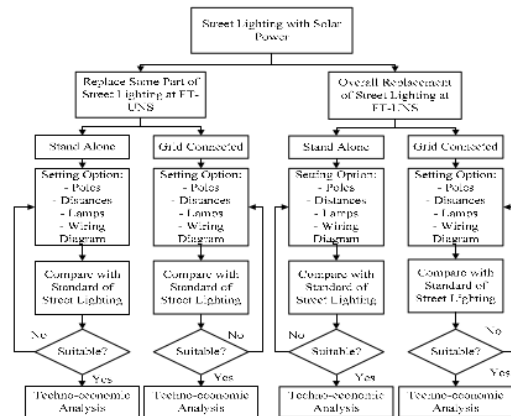 Street Lighting with Solar
Power
Replace Some Part of
Street Lighting at FT-
UNS
Overall Replacement
of Street Lighting at
FT-UNS
Stand Alone
Grid Connected
Stand Alone
Grid Connected
Setting Option:
- Poles
- Distances
- Lamps
- Wiring
Diagram
Setting Option:
- Poles
- Distances
- Lamps
- Wiring
Diagram
Setting Option:
- Poles
- Distances
- Lamps
- Wiring
Diagram
Setting Option:
- Poles
- Distances
- Lamps
- Wiring
Diagram
Compare with
Standard of
Street Lighting
Compare with
Standard of
Street Lighting
Compare with
Standard of
Street Lighting
Compare with
Standard of
Street Lighting
No
Suitable?
Yes
Suitable?
No
Yes
No
Suitable?
Yes
Suitable?
No
Yes
Techno-economic
Analysis
Techno-economic
Analysis
Techno-economic
Analysis
Techno-economic
Analysis